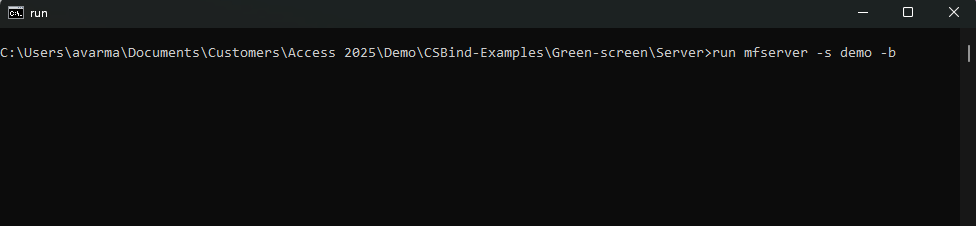 run
C:\Users\avarma\Documents\Customers\Access 2025\Demo\CSBind-Examples\Green-screen\Server>run mfserver -s demo -b